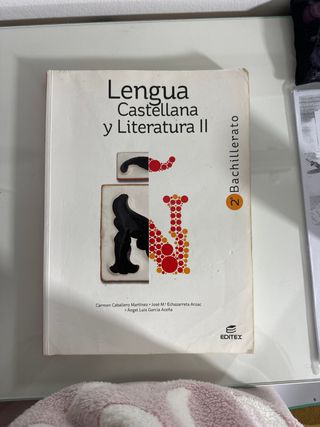 Lengua
Castellana
y Literatura II
2º Bachillerato
Ñ
Carmen Caballero Martínez • José Mª Echazarreta Arzac
• Ángel Luis García Aceña
EDITEX